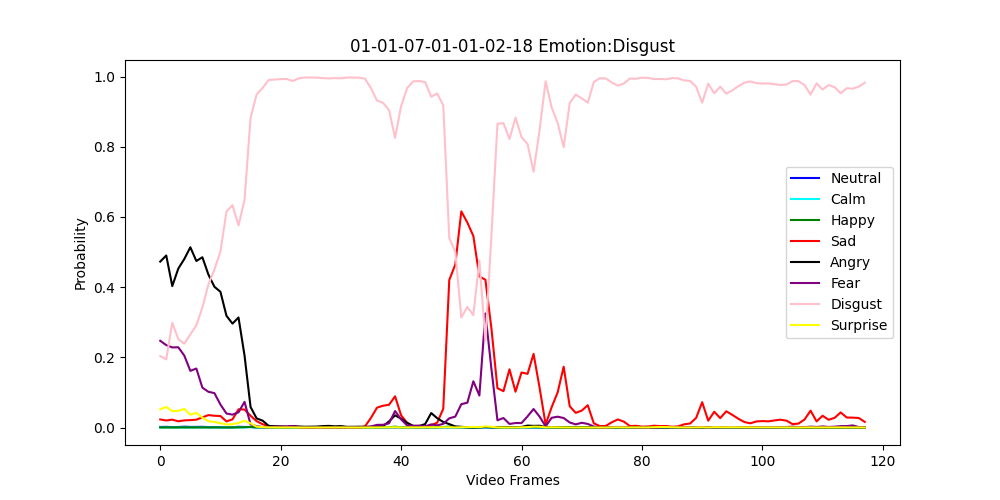 01-01-07-01-01-02-18 Emotion:Disgust
Probability
1.0
0.8
0.6
0.4
0.2
0.0
0
20
40
60
80
100
120
Video Frames
Neutral
Calm
Happy
Sad
Angry
Fear
Disgust
Surprise